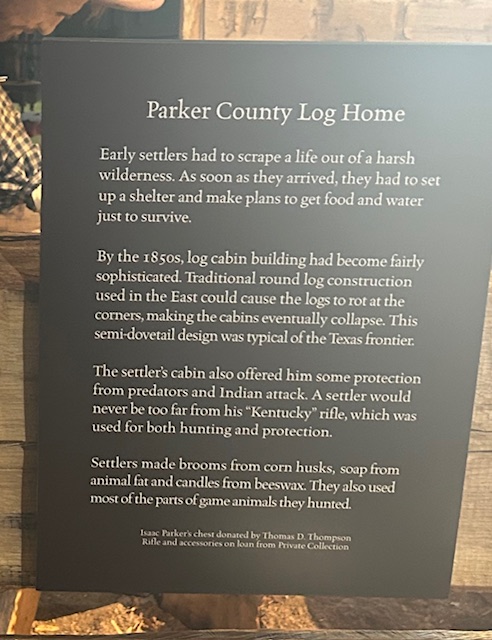 Parker County Log Home
Early settlers had to scrape a life out of a harsh
wilderness. As soon as they arrived, they had to set
up a shelter and make plans to get food and water
just to survive.
By the 1850s, log cabin building had become fairly
sophisticated. Traditional round log construction
used in the East could cause the logs to rot at the
corners, making the cabins eventually collapse. This
semi-dovetail design was typical of the Texas frontier.
The settler's cabin also offered him some protection
from predators and Indian attack. A settler would
never be too far from his “Kentucky” rifle, which was
used for both hunting and protection.
Settlers made brooms from corn husks, soap from
animal fat and candles from beeswax. They also used
most of the parts of game animals they hunted.
Isaac Parker's chest donated by Thomas D. Thompson
Rifle and accessories on loan from Private Collection